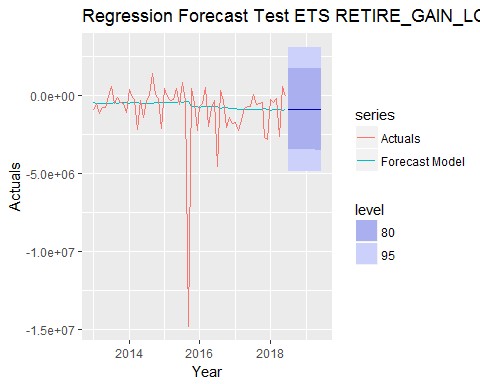 Regression Forecast Test ETS RETIRE_GAIN_LO
0.0e+00
-5.0e+06
-1.0e+07
-1.5e+07
Actuals
2014
2016
2018
Year
series
Actuals
Forecast Model
level
80
95